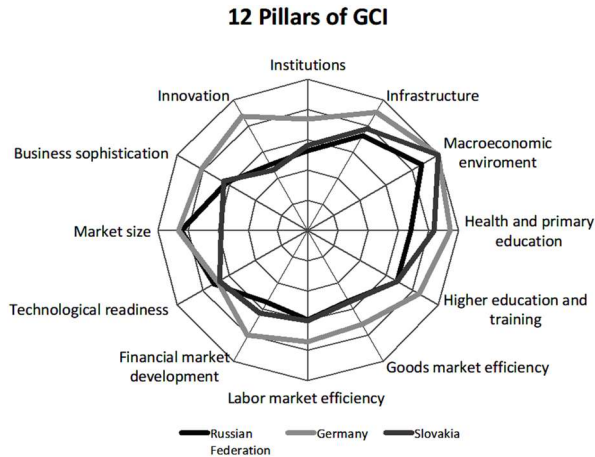 12 Pillars of GCI
Institutions
Innovation
Infrastructure
Business sophistication
Macroeconomic
enviroment
Market size
Health and primary
education
Technological readiness
Higher education and
training
Financial market
development
Goods market efficiency
Labor market efficiency
Russian
Federation
Germany
Slovakia